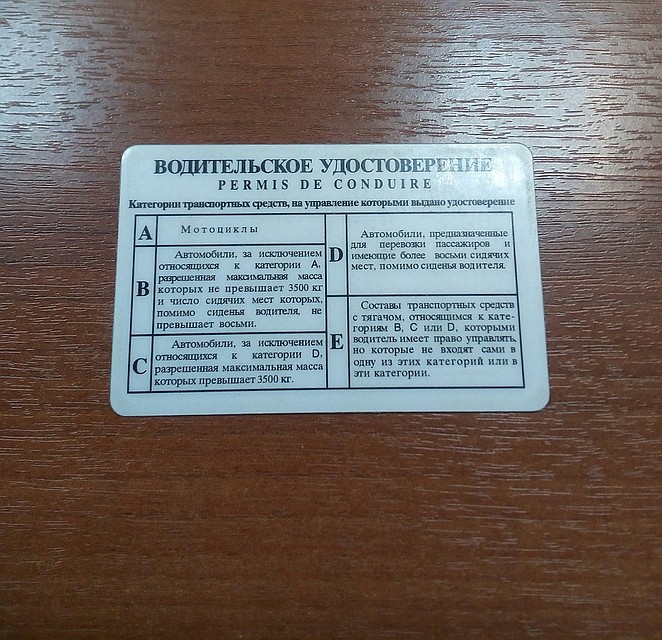 ВОДИТЕЛЬСКОЕ УДОСТОВЕРЕНИЕ
PERMIS DE CONDUIRE
Категории транспортных средств, на управление которыми выдано удостоверение
A
Мотоциклы
B
Автомобили, за исключением
относящихся к категории A,
разрешенная максимальная масса
которых не превышает 3500 кг
и число сидячих мест которых,
помимо сиденья водителя, не
превышает восьми.
C
Автомобили, за исключением
относящихся к категории D,
разрешенная максимальная масса
которых превышает 3500 кг.
D
Автомобили, предназначенные
для перевозки пассажиров и
имеющие более восьми сидячих
мест, помимо сиденья водителя.
E
Составы транспортных средств
с тягачом, относящимся к кате-
гориям B, C или D, которыми
водитель имеет право управлять,
но которые не входят сами в
одну из этих категорий или в
эти категории.